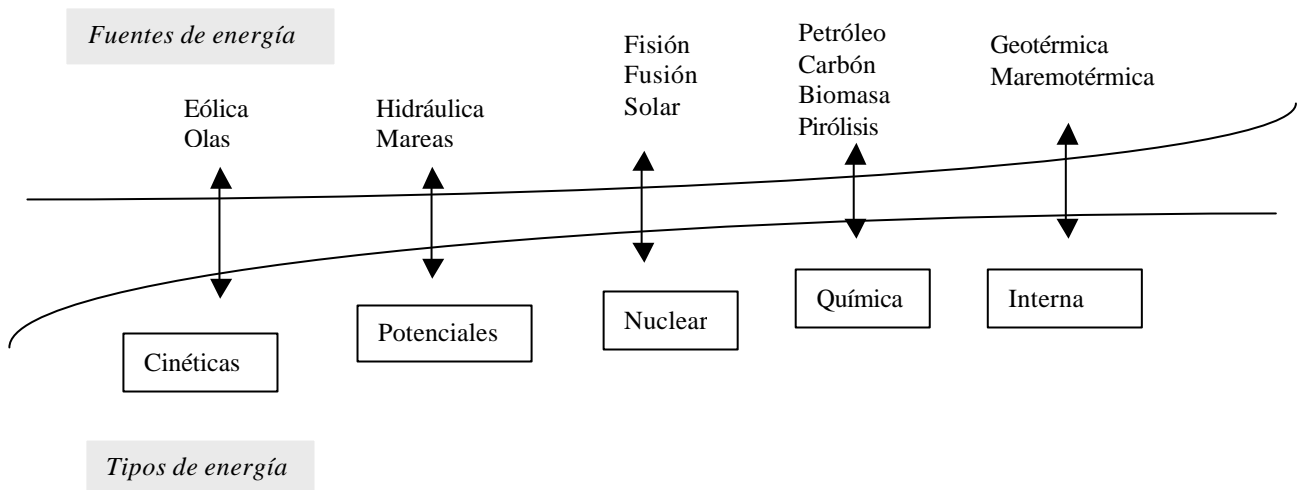 Fuentes de energía
Eólica
Olas
Hidráulica
Mareas
Fisión
Fusión
Solar
Petróleo
Carbón
Biomasa
Pirólisis
Geotérmica
Maremotérmica
Cinéticas
Potenciales
Nuclear
Química
Interna
Tipos de energía